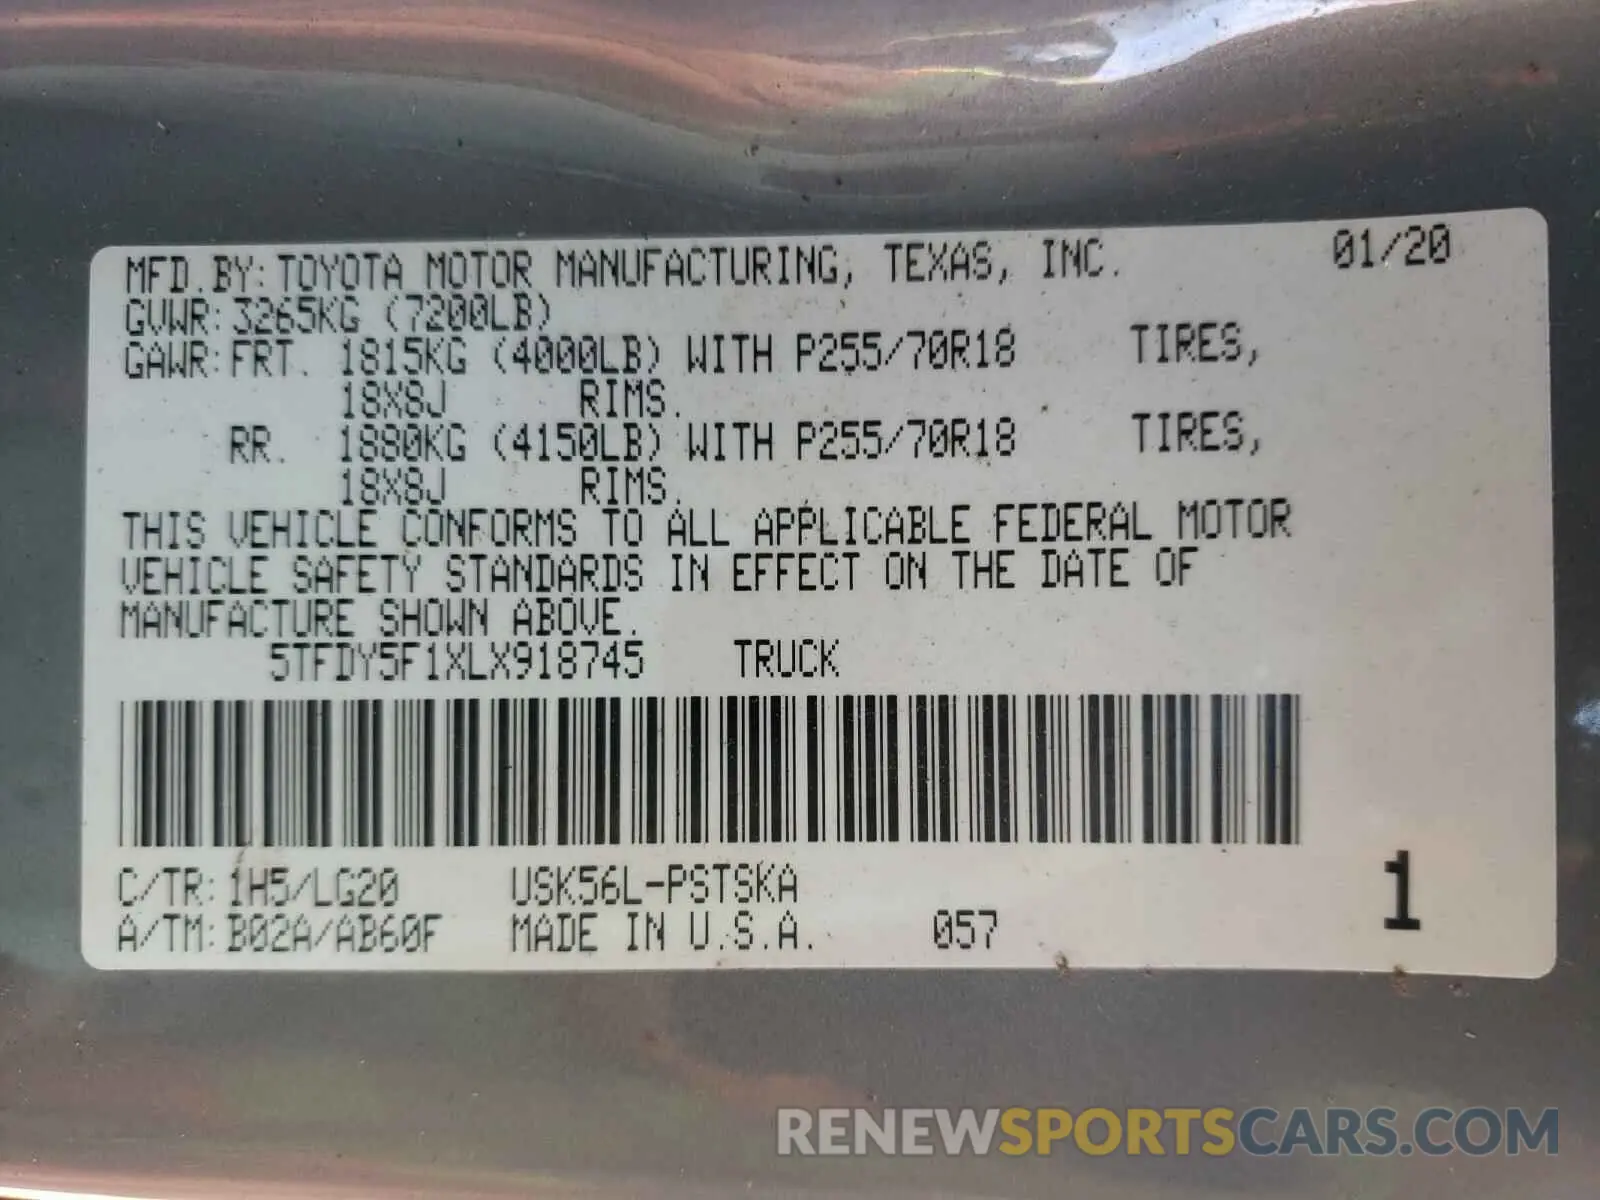 MFD.BY: TOYOTA MOTOR MANUFACTURING, TEXAS, INC. 01/20
GVWR: 3265KG (7200LB)
GAWR: FRT. 1815KG (4000LB) WITH P255/70R18 TIRES,
18X8J RIMS.
RR. 1880KG (4150LB) WITH P255/70R18 TIRES,
18X8J RIMS.
THIS VEHICLE CONFORMS TO ALL APPLICABLE FEDERAL MOTOR
VEHICLE SAFETY STANDARDS IN EFFECT ON THE DATE OF
MANUFACTURE SHOWN ABOVE.
5TFDY5F1XLX918745 TRUCK
C/TR: 1H5/LG20 USK56L-PSTSKA
A/TM: B02A/AB60F MADE IN U.S.A. 057
1
RENEWSPORTSCARS.COM